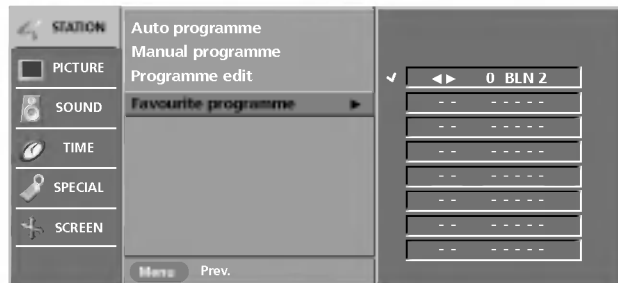 STATION
PICTURE
SOUND
TIME
SPECIAL
SCREEN
Auto programme
Manual programme
Programme edit
Favourite programme ►
Menu Prev.
✔ ◄► 0 BLN 2
- - - - - - -
- - - - - - -
- - - - - - -
- - - - - - -
- - - - - - -
- - - - - - -
- - - - - - -